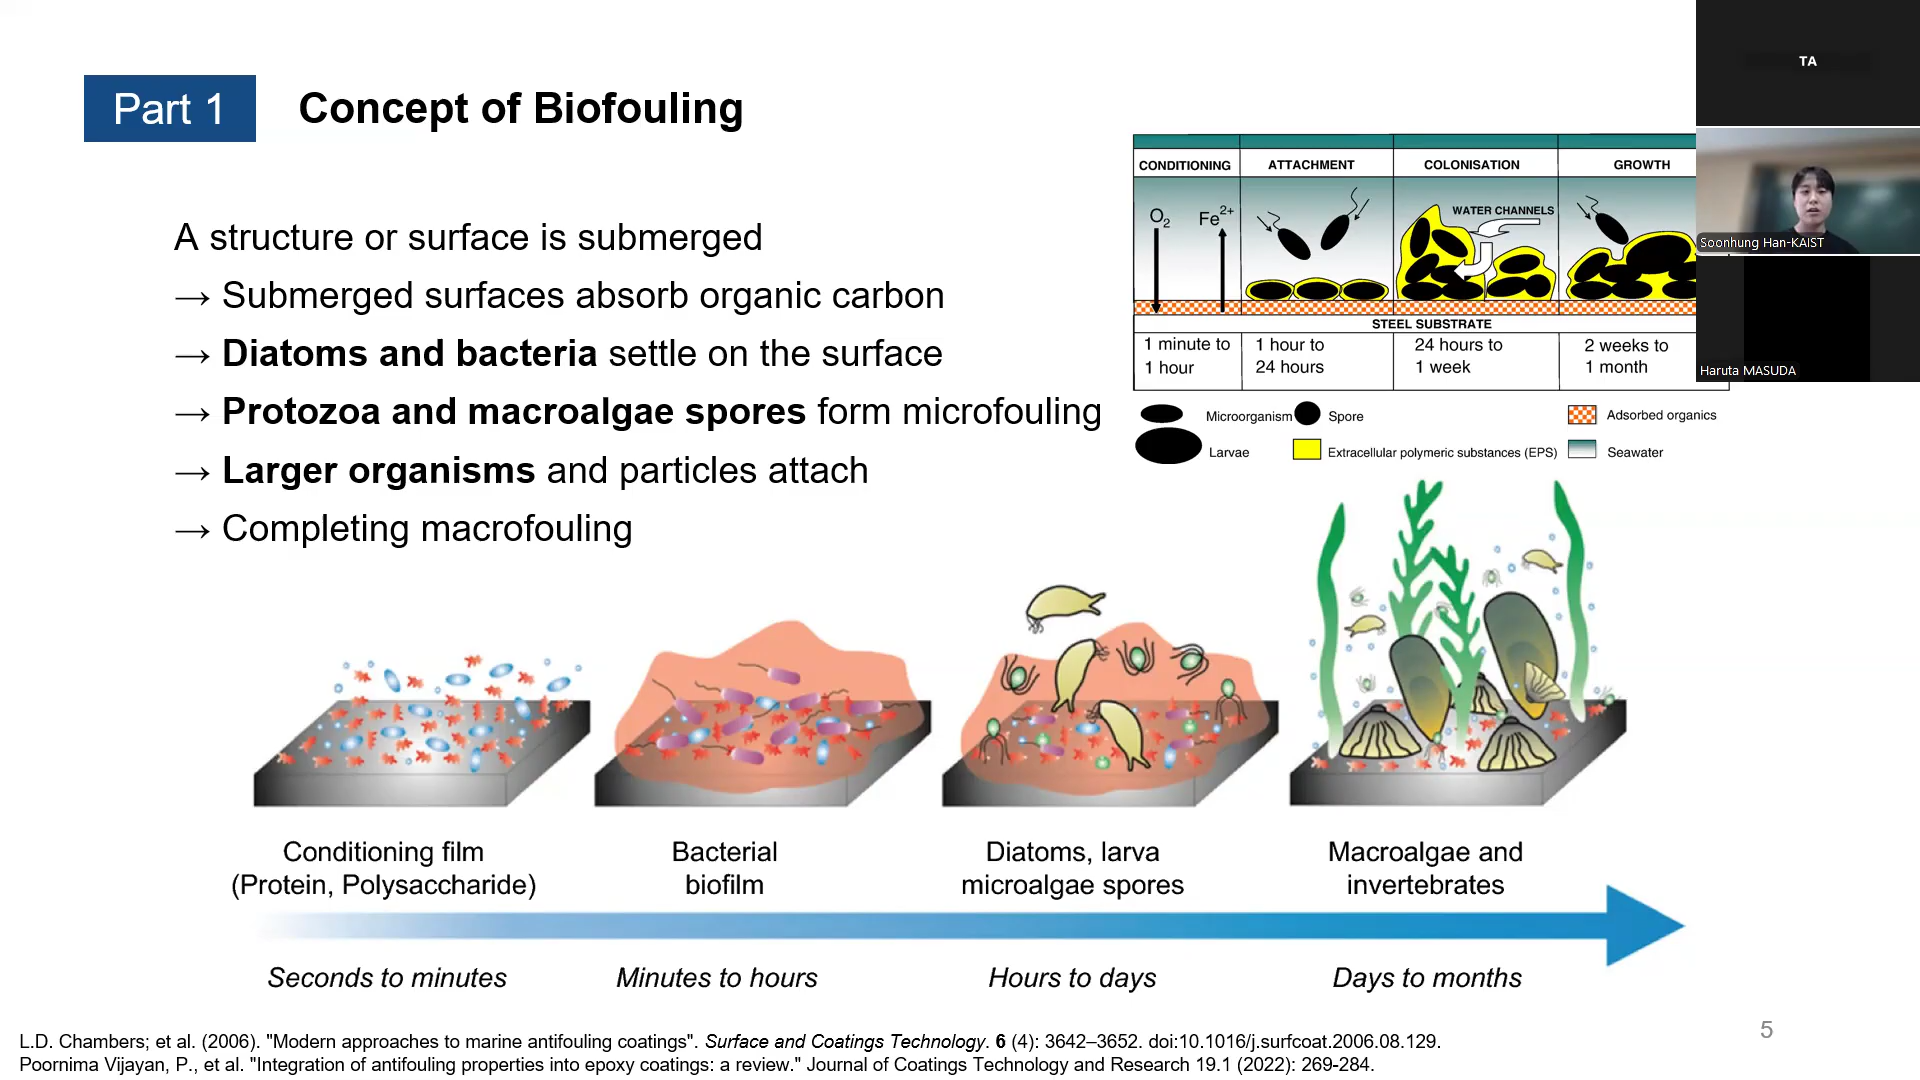 Part 1
Concept of Biofouling
A structure or surface is submerged
→ Submerged surfaces absorb organic carbon
→ Diatoms and bacteria settle on the surface
→ Protozoa and macroalgae spores form microfouling
→ Larger organisms and particles attach
→ Completing macrofouling
CONDITIONING ATTACHMENT COLONISATION GROWTH
O2 Fe2+
WATER CHANNELS
STEEL SUBSTRATE
1 minute to 1 hour to 24 hours to 2 weeks to
1 hour 24 hours 1 week 1 month
Microorganism Spore Adsorbed organics
Larvae Extracellular polymeric substances (EPS) Seawater
TA
Soonhung Han-KAIST
Haruta MASUDA
Conditioning film
(Protein, Polysaccharide)
Bacterial
biofilm
Diatoms, larva
microalgae spores
Macroalgae and
invertebrates
Seconds to minutes Minutes to hours Hours to days Days to months
L.D. Chambers; et al. (2006). "Modern approaches to marine antifouling coatings". Surface and Coatings Technology. 6 (4): 3642–3652. doi:10.1016/j.surfcoat.2006.08.129.
Poornima Vijayan, P., et al. "Integration of antifouling properties into epoxy coatings: a review." Journal of Coatings Technology and Research 19.1 (2022): 269-284.
5